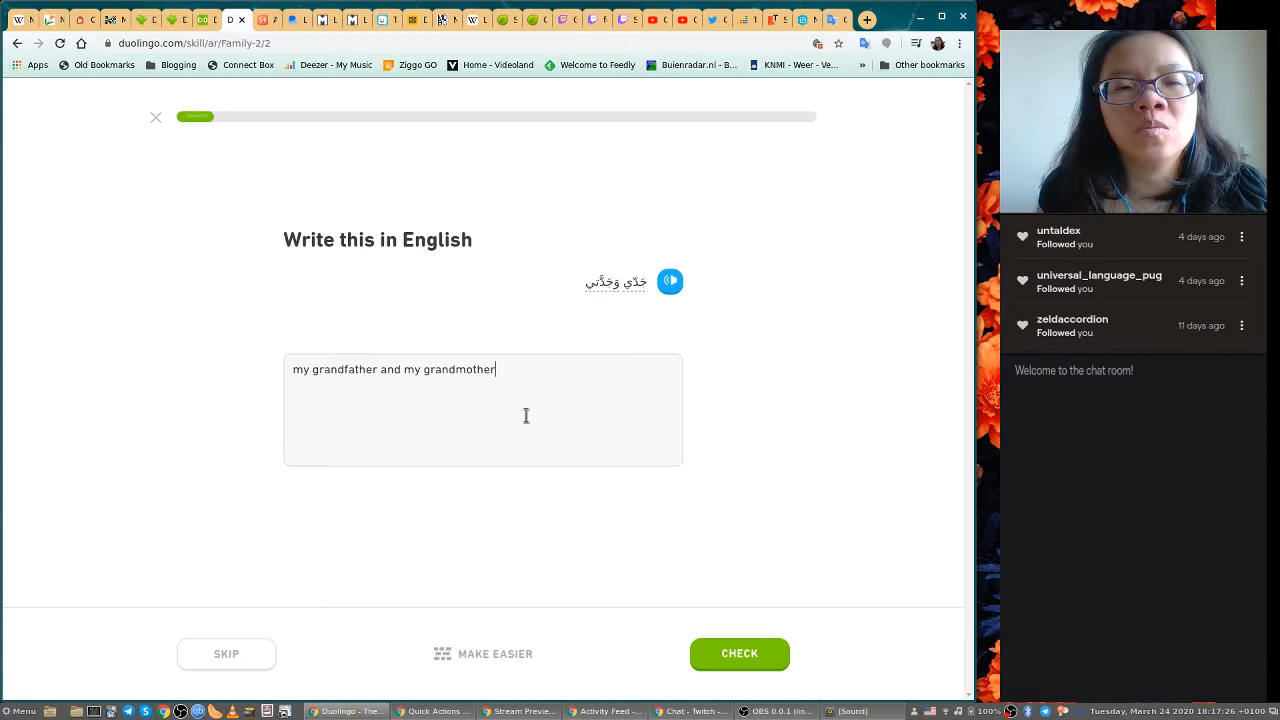 duolingo.com/skill/ar/Family-2/2
Apps
Old Bookmarks
Blogging
Connect Box
Deezer - My Music
Ziggo GO
Home - Videoland
Welcome to Feedly
Buienradar.nl - B...
KNMI - Weer - Ve...
»
Other bookmarks
Write this in English
جَدّي وَجَدَّتي
my grandfather and my grandmother
SKIP
MAKE EASIER
CHECK
untaldex
Followed you
4 days ago
universal_language_pug
Followed you
4 days ago
zeldaccordion
Followed you
11 days ago
Welcome to the chat room!
Menu
Duolingo - The...
Quick Actions ...
Stream Previe...
Activity Feed -...
Chat - Twitch -...
OBS 0.0.1 (lin...
[Sound]
100%
Tuesday, March 24 2020 18:17:26 +0100